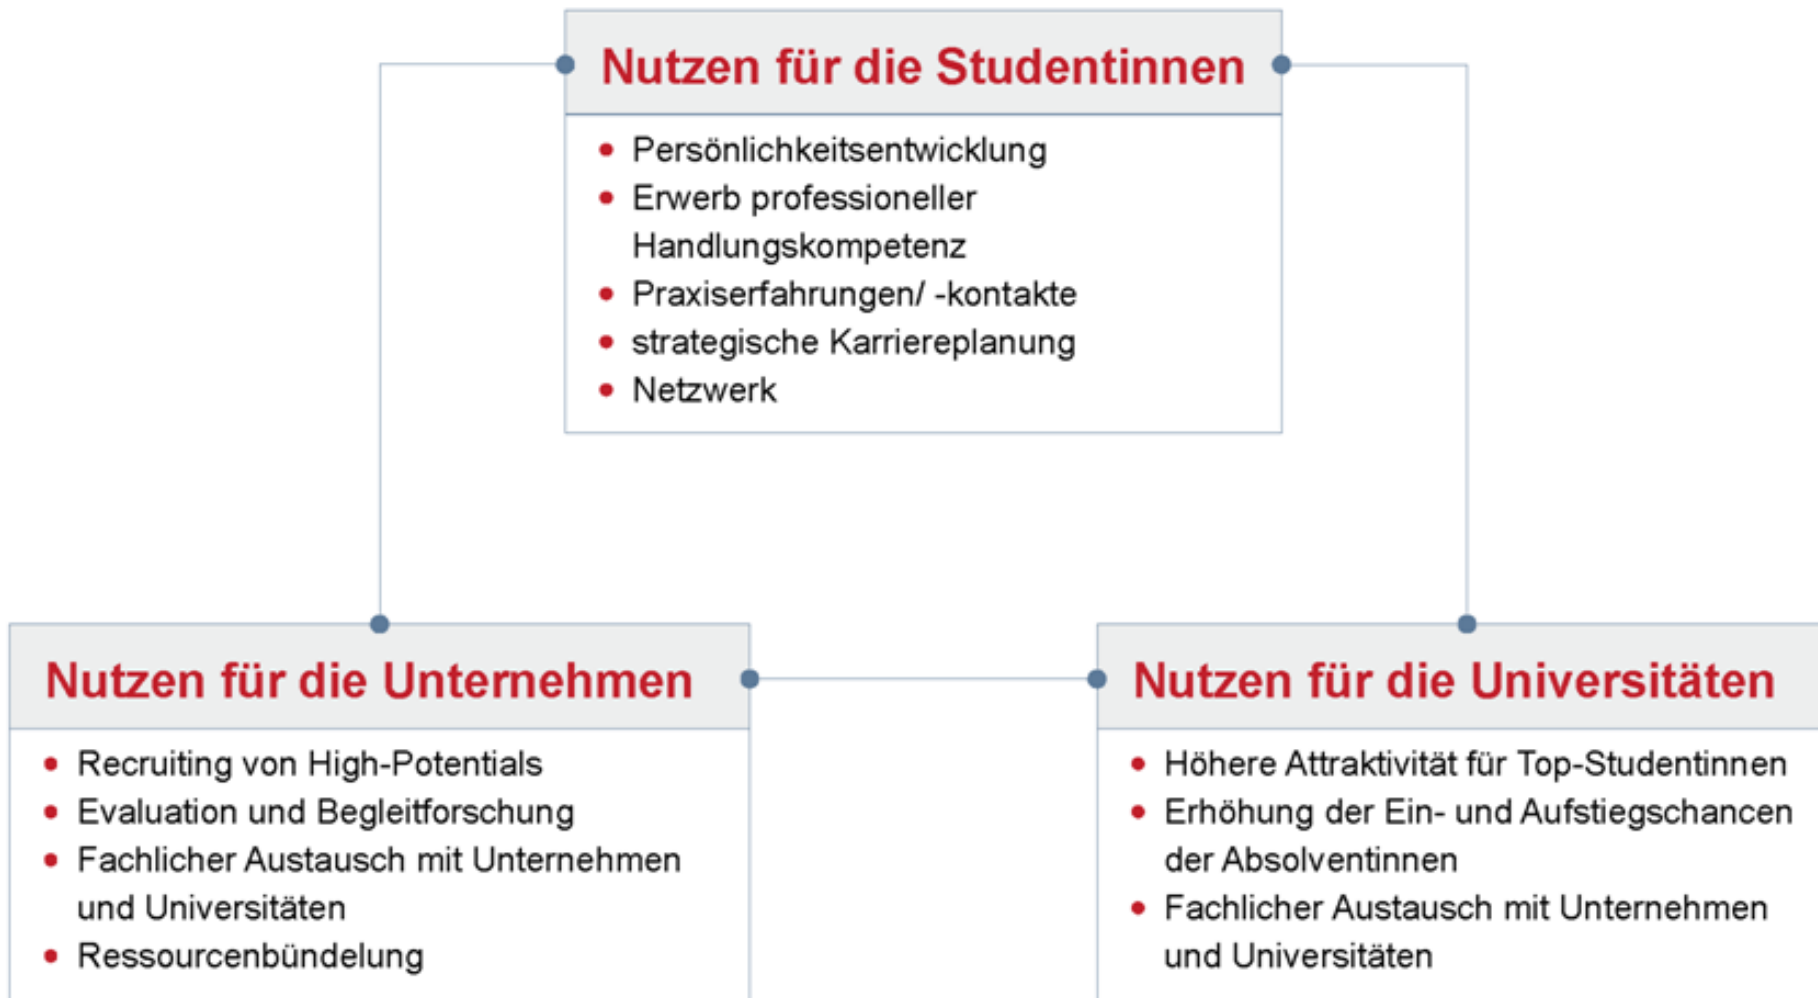 Nutzen für die Studentinnen
• Persönlichkeitsentwicklung
• Erwerb professioneller
Handlungskompetenz
• Praxiserfahrungen/ -kontakte
• strategische Karriereplanung
• Netzwerk
Nutzen für die Unternehmen
• Recruiting von High-Potentials
• Evaluation und Begleitforschung
• Fachlicher Austausch mit Unternehmen
und Universitäten
• Ressourcenbündelung
Nutzen für die Universitäten
• Höhere Attraktivität für Top-Studentinnen
• Erhöhung der Ein- und Aufstiegschancen
der Absolventinnen
• Fachlicher Austausch mit Unternehmen
und Universitäten